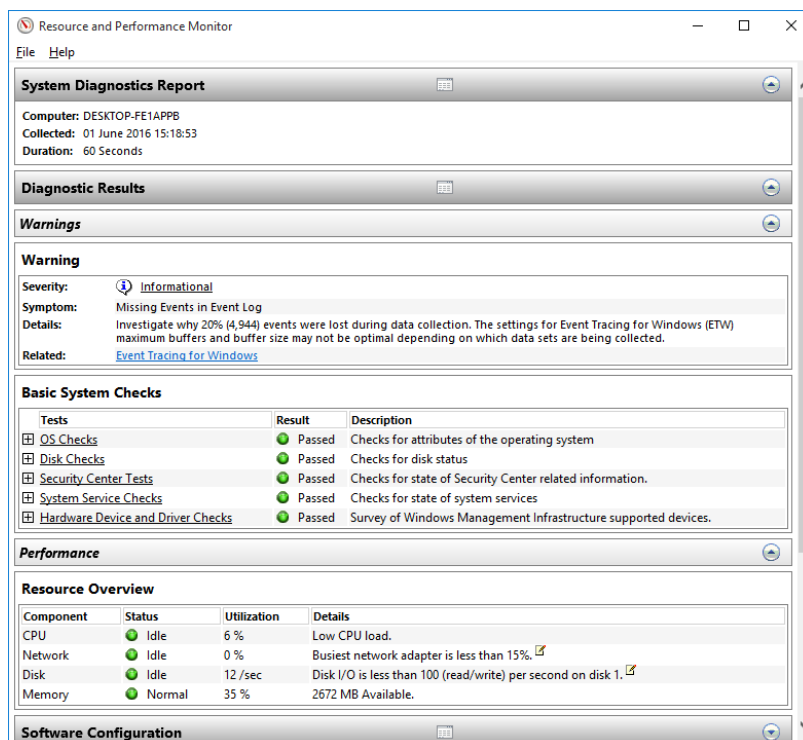 Resource and Performance Monitor
File Help
System Diagnostics Report
Computer: DESKTOP-FE1APPB
Collected: 01 June 2016 15:18:53
Duration: 60 Seconds
Diagnostic Results
Warnings
Warning
Severity: Informational
Symptom: Missing Events in Event Log
Details: Investigate why 20% (4,944) events were lost during data collection. The settings for Event Tracing for Windows (ETW)
maximum buffers and buffer size may not be optimal depending on which data sets are being collected.
Related: Event Tracing for Windows
Basic System Checks
Tests Result Description
OS Checks Passed Checks for attributes of the operating system
Disk Checks Passed Checks for disk status
Security Center Tests Passed Checks for state of Security Center related information.
System Service Checks Passed Checks for state of system services
Hardware Device and Driver Checks Passed Survey of Windows Management Infrastructure supported devices.
Performance
Resource Overview
Component Status Utilization Details
CPU Idle 6 % Low CPU load.
Network Idle 0 % Busiest network adapter is less than 15%.
Disk Idle 12 /sec Disk I/O is less than 100 (read/write) per second on disk 1.
Memory Normal 35 % 2672 MB Available.
Software Configuration